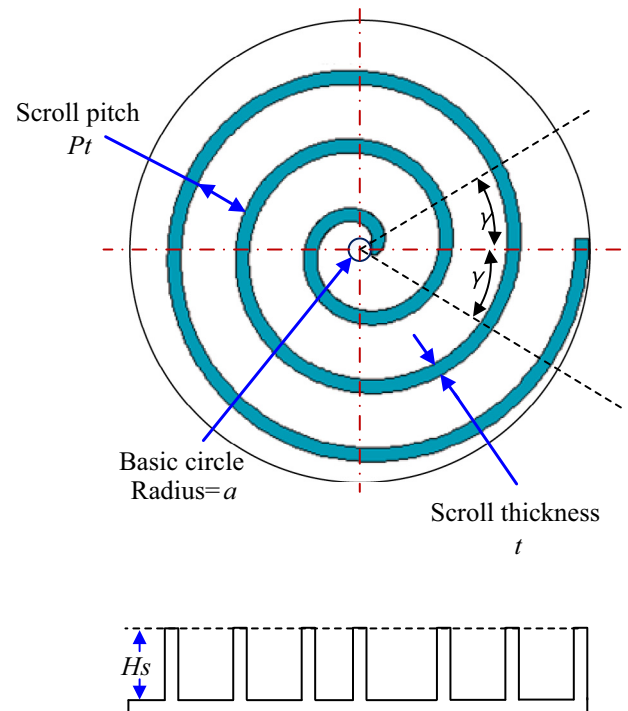 Scroll pitch
Pt
γ
γ
Basic circle
Radius=a
Scroll thickness
t
Hs